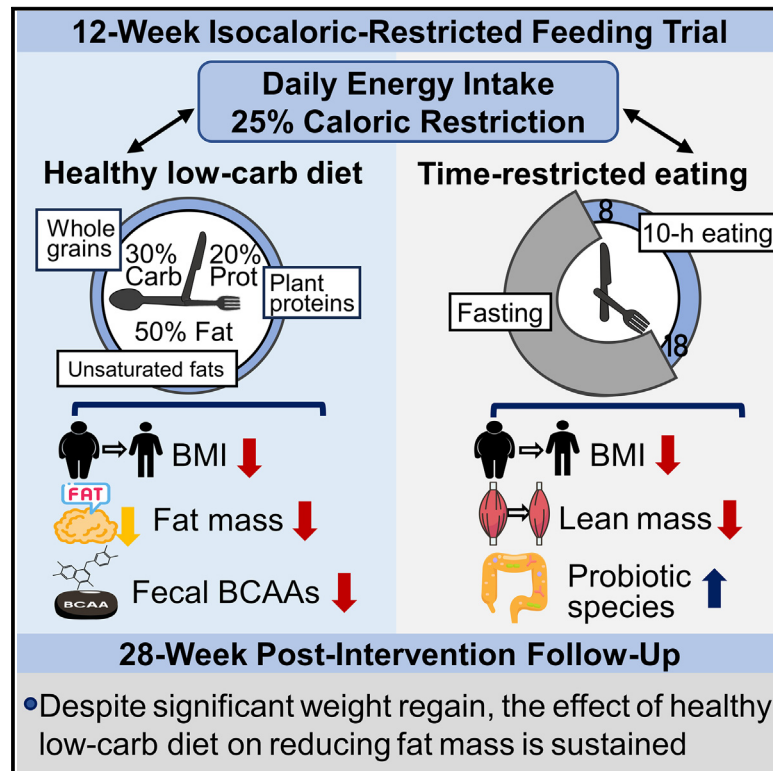 12-Week Isocaloric-Restricted Feeding Trial
Daily Energy Intake
25% Caloric Restriction
Healthy low-carb diet
Whole
grains
30%
Carb
20%
Prot
Plant
proteins
50% Fat
Unsaturated fats
BMI
FAT
Fat mass
BCAA
Fecal BCAAs
Time-restricted eating
8
10-h eating
Fasting
18
BMI
Lean mass
Probiotic
species
28-Week Post-Intervention Follow-Up
Despite significant weight regain, the effect of healthy
low-carb diet on reducing fat mass is sustained